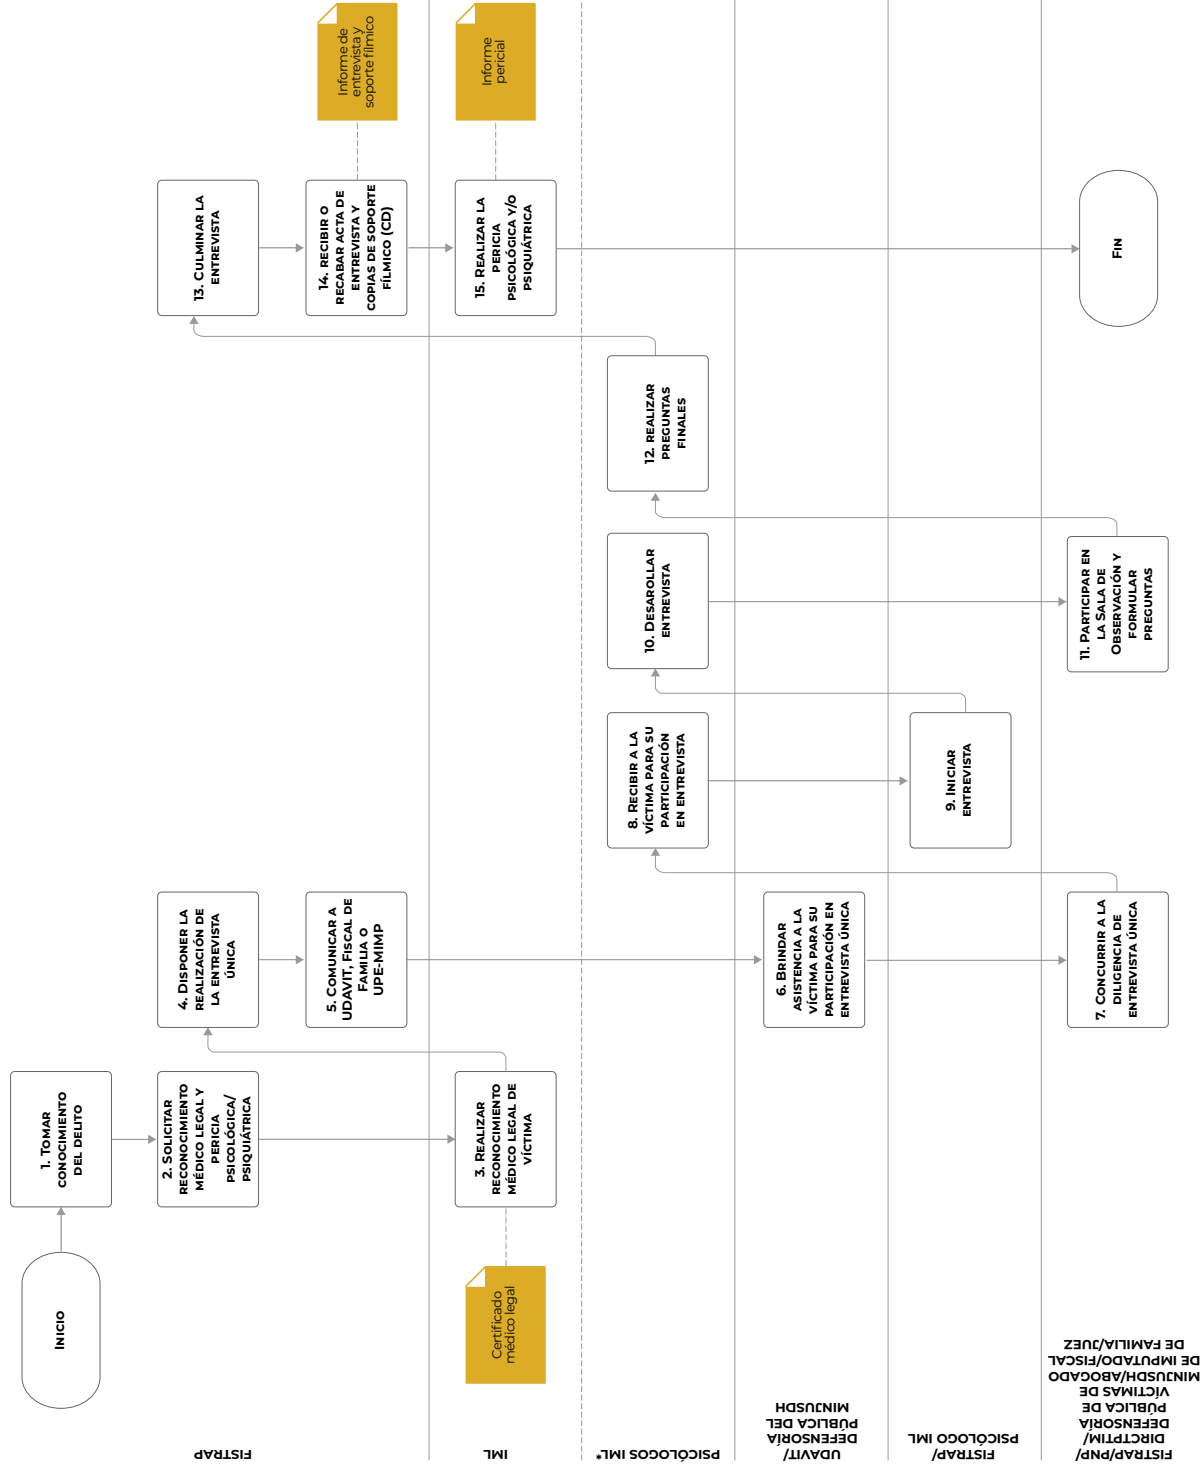 FISTRAP
INICIO
1. TOMAR
CONOCIMIENTO
DEL DELITO
2. SOLICITAR
RECONOCIMIENTO
MÉDICO LEGAL Y
PERICIA
PSICOLÓGICA/
PSIQUIÁTRICA
4. DISPONER LA
REALIZACIÓN DE
LA ENTREVISTA
ÚNICA
5. COMUNICAR A
UDAVIT, FISCAL DE
FAMILIA O
UPE-MIMP
13. CULMINAR LA
ENTREVISTA
14. RECIBIR O
RECABAR ACTA DE
ENTREVISTA Y
COPIAS DE SOPORTE
FÍLMICO (CD)
Informe de
entrevista y
soporte fílmico
IML
Certificado
médico legal
3. REALIZAR
RECONOCIMIENTO
MÉDICO LEGAL DE
VÍCTIMA
15. REALIZAR LA
PERICIA
PSICOLÓGICA Y/O
PSIQUIÁTRICA
Informe
pericial
PSICÓLOGOS IML*
8. RECIBIR A LA
VÍCTIMA PARA SU
PARTICIPACIÓN
EN ENTREVISTA
10. DESAROLLAR
ENTREVISTA
12. REALIZAR
PREGUNTAS
FINALES
UDAVIT/
DEFENSORÍA
PÚBLICA DEL
MINJUSDH
6. BRINDAR
ASISTENCIA A LA
VÍCTIMA PARA SU
PARTICIPACIÓN EN
ENTREVISTA ÚNICA
FISTRAP/
PSICÓLOGO IML
9. INICIAR
ENTREVISTA
FISTRAP/PNP/
DIRCTPTIM/
DEFENSORÍA
PÚBLICA DE
VÍCTIMAS DE
MINJUSDH/ABOGADO
DE IMPUTADO/FISCAL
DE FAMILIA/JUEZ
7. CONCURRIR A LA
DILIGENCIA DE
ENTREVISTA ÚNICA
11. PARTICIPAR EN
LA SALA DE
OBSERVACIÓN Y
FORMULAR
PREGUNTAS
FIN